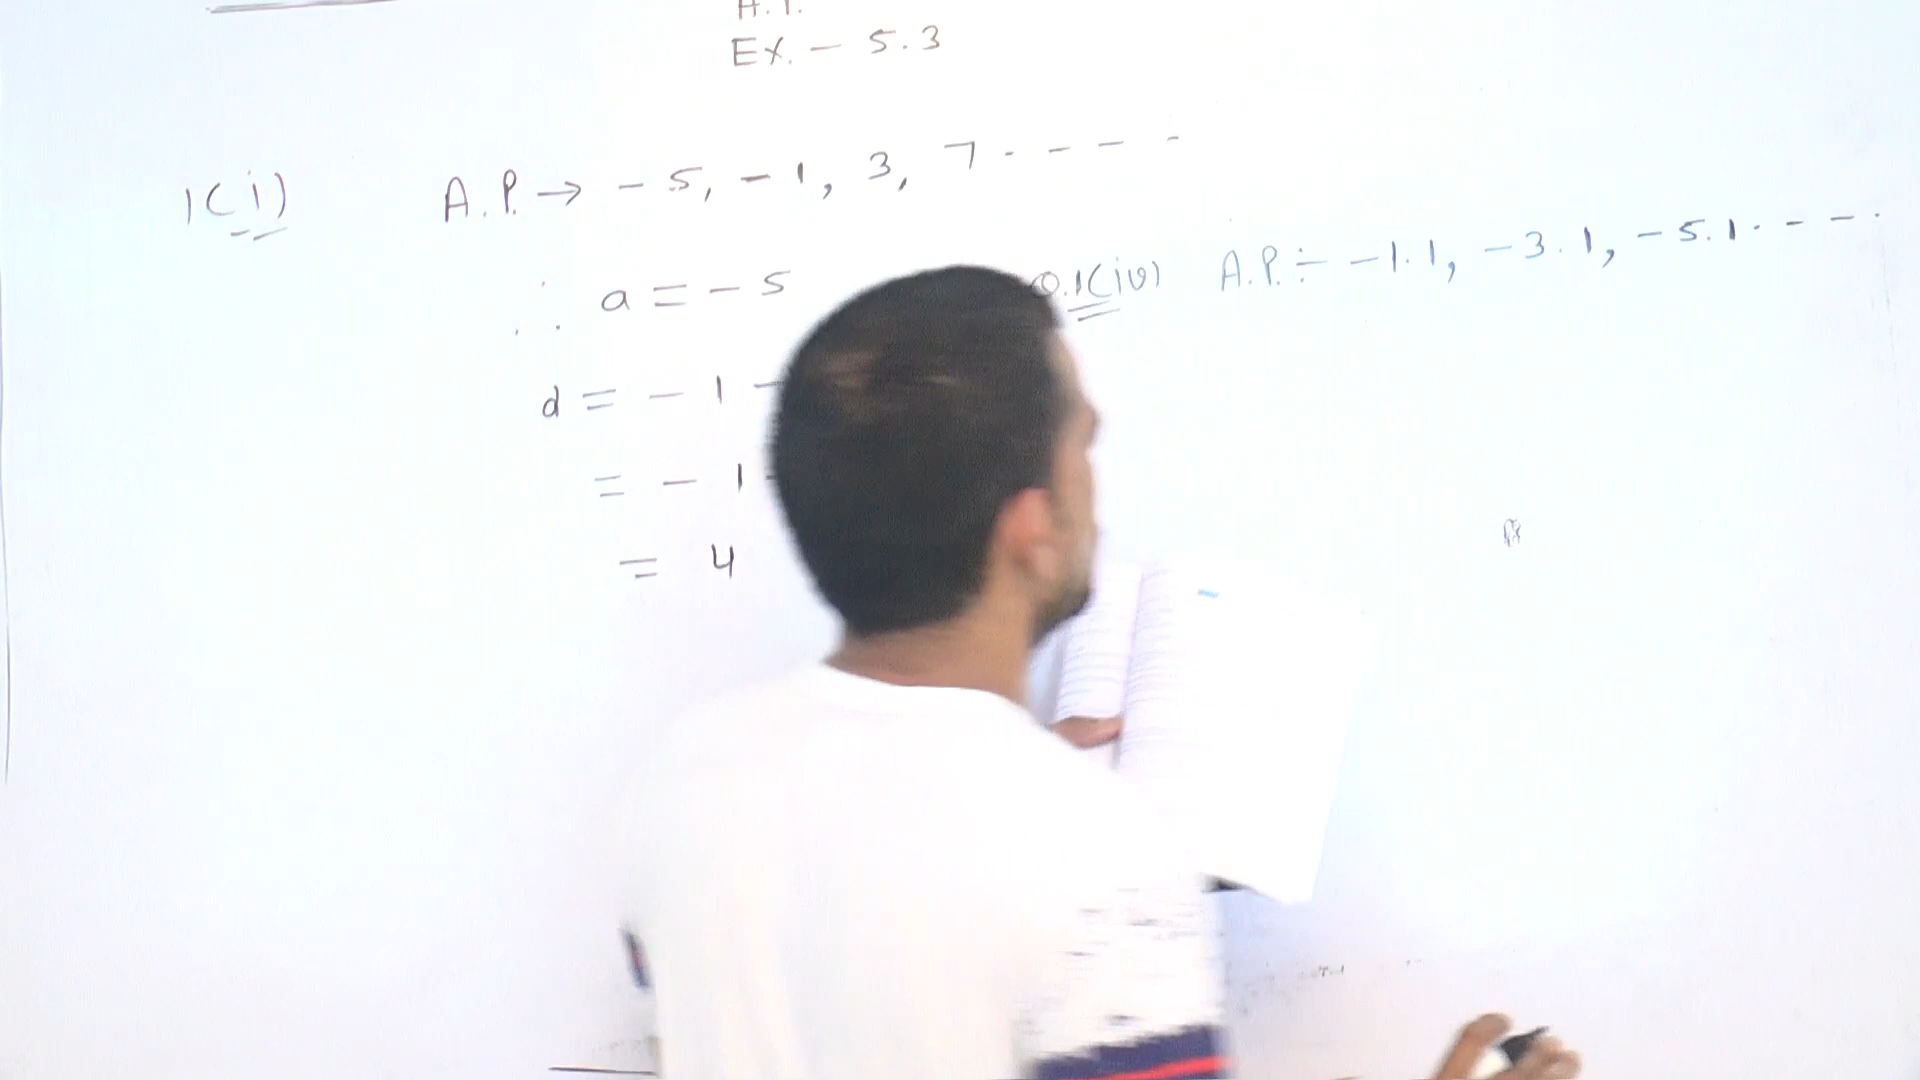 A.P.
Ex. - 5.3
1(i) A.P. → - 5, - 1, 3, 7 - - - -
∴ a = - 5
d = - 1 -
= - 1
= 4
Q.1(iv) A.P. ÷ - 1.1, - 3.1, - 5.1 - - -